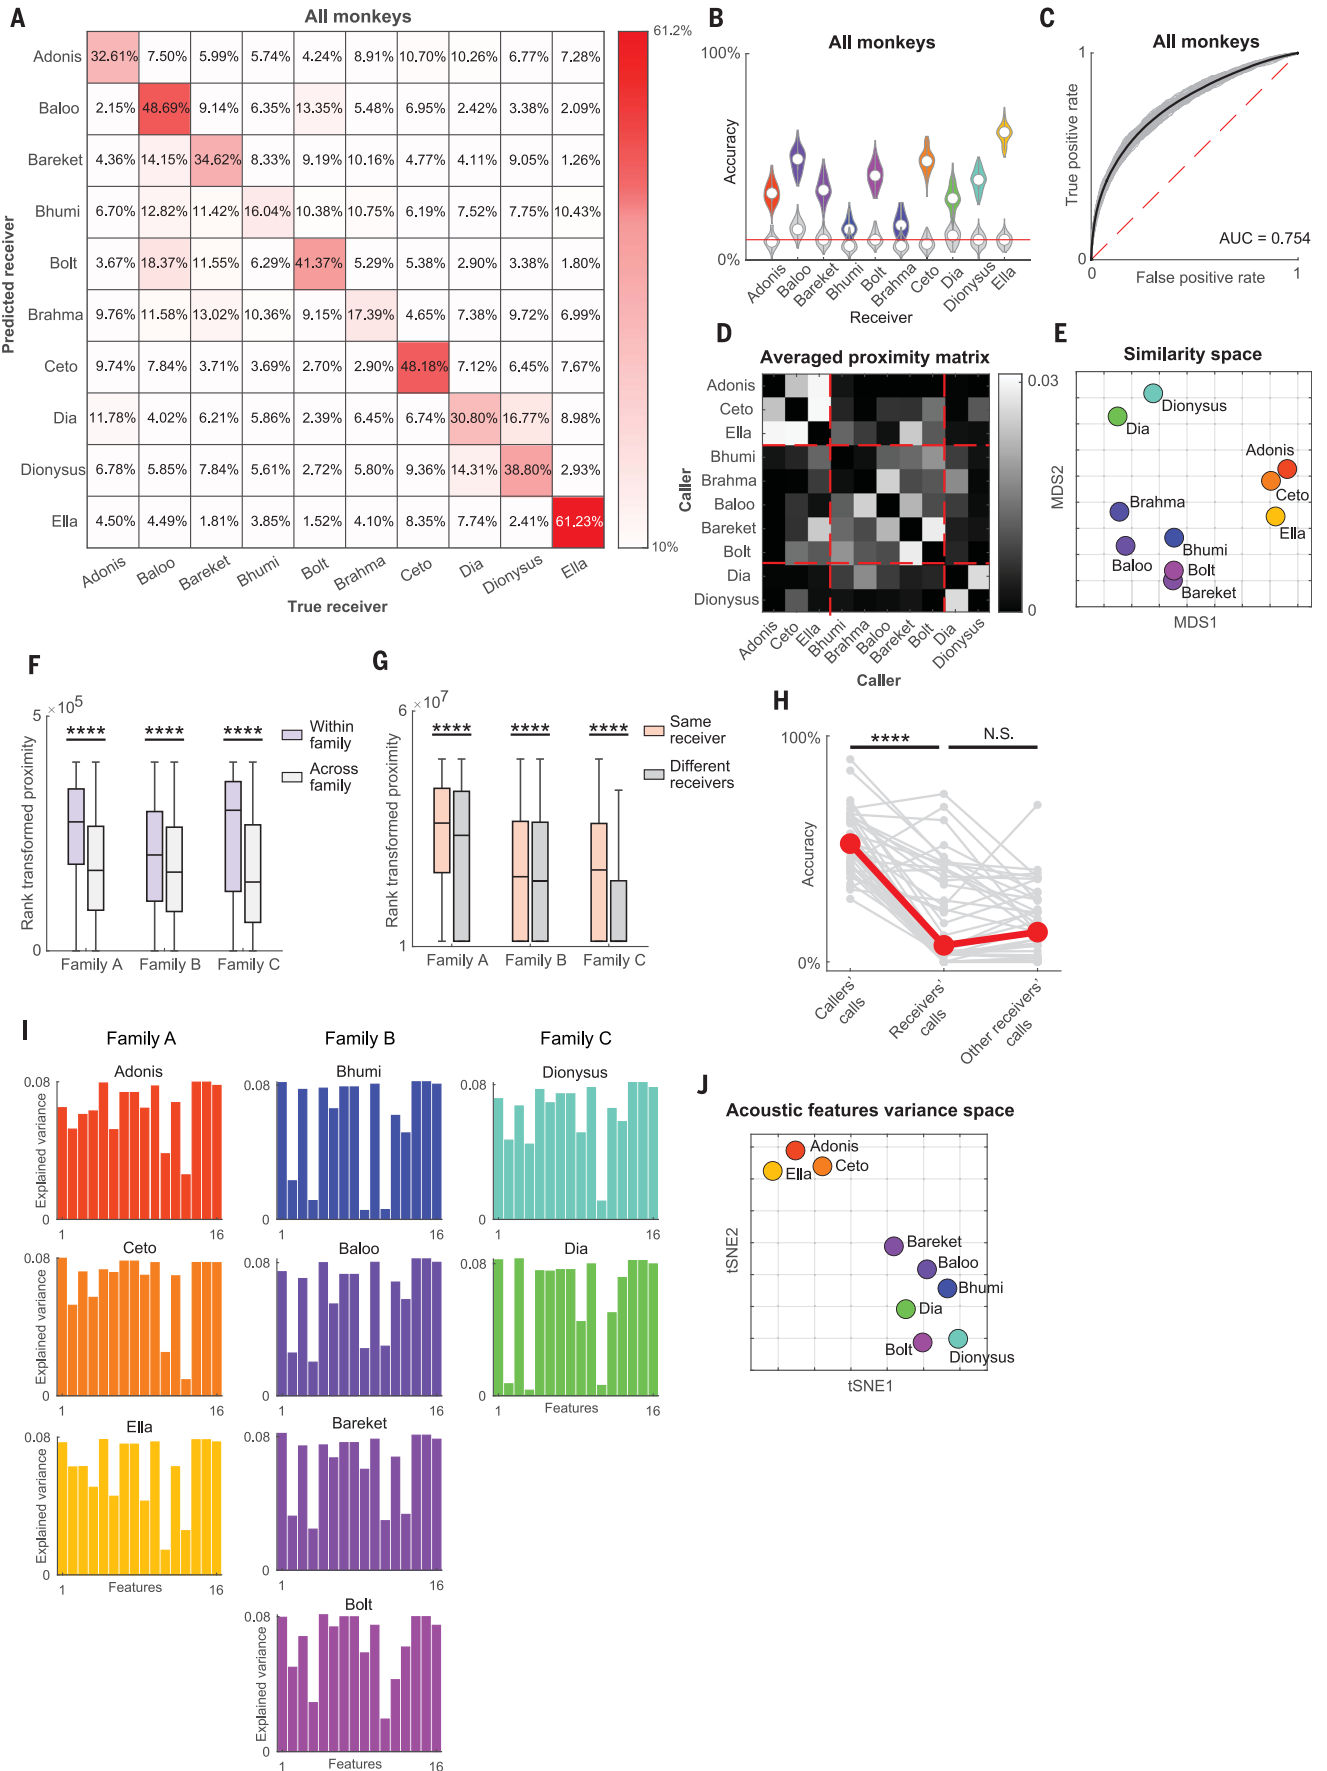 A
All monkeys
61.2%
Adonis 32.61% 7.50% 5.99% 5.74% 4.24% 8.91% 10.70% 10.26% 6.77% 7.28%
Baloo 2.15% 48.69% 9.14% 6.35% 13.35% 5.48% 6.95% 2.42% 3.38% 2.09%
Bareket 4.36% 14.15% 34.62% 8.33% 9.19% 10.16% 4.77% 4.11% 9.05% 1.26%
Bhumi 6.70% 12.82% 11.42% 16.04% 10.38% 10.75% 6.19% 7.52% 7.75% 10.43%
Bolt 3.67% 18.37% 11.55% 6.29% 41.37% 5.29% 5.38% 2.90% 3.38% 1.80%
Brahma 9.76% 11.58% 13.02% 10.36% 9.15% 17.39% 4.65% 7.38% 9.72% 6.99%
Ceto 9.74% 7.84% 3.71% 3.69% 2.70% 2.90% 48.18% 7.12% 6.45% 7.67%
Dia 11.78% 4.02% 6.21% 5.86% 2.39% 6.45% 6.74% 30.80% 16.77% 8.98%
Dionysus 6.78% 5.85% 7.84% 5.61% 2.72% 5.80% 9.36% 14.31% 38.80% 2.93%
Ella 4.50% 4.49% 1.81% 3.85% 1.52% 4.10% 8.35% 7.74% 2.41% 61.23%
10%
Predicted receiver
Adonis Baloo Bareket Bhumi Bolt Brahma Ceto Dia Dionysus Ella
True receiver
B
All monkeys
100%
Accuracy
0%
Adonis Baloo Bareket Bhumi Bolt Brahma Ceto Dia Dionysus Ella
Receiver
C
All monkeys
1
True positive rate
AUC = 0.754
0
0 1
False positive rate
D
Averaged proximity matrix
Adonis
Ceto
Ella
Bhumi
Brahma
Baloo
Bareket
Bolt
Dia
Dionysus
Caller
0.03
0
Adonis Ceto Ella Bhumi Brahma Baloo Bareket Bolt Dia Dionysus
Caller
E
Similarity space
Dionysus
Dia
Adonis
Ceto
Brahma
Ella
Bhumi
Baloo
Bolt
Bareket
MDS2
MDS1
F
5 ×10⁵
**** **** ****
Within
family
Across
family
Rank transformed proximity
0
Family A Family B Family C
G
6 ×10⁷
**** **** ****
Same
receiver
Different
receivers
Rank transformed proximity
1
Family A Family B Family C
H
100%
**** N.S.
Accuracy
0%
Callers'
calls
Receivers'
calls
Other receivers'
calls
I
Family A Family B Family C
Adonis
0.08
Explained variance
0
1 16
Bhumi
0.08
0
1 16
Dionysus
0.08
0
1 16
Ceto
0.08
Explained variance
0
1 16
Baloo
0.08
0
1 16
Dia
0.08
0
1 Features 16
Ella
0.08
Explained variance
0
1 Features 16
Bareket
0.08
0
1 16
Bolt
0.08
Explained variance
0
1 Features 16
J
Acoustic features variance space
Adonis
Ella
Ceto
Bareket
Baloo
Bhumi
Dia
Bolt
Dionysus
tSNE2
tSNE1